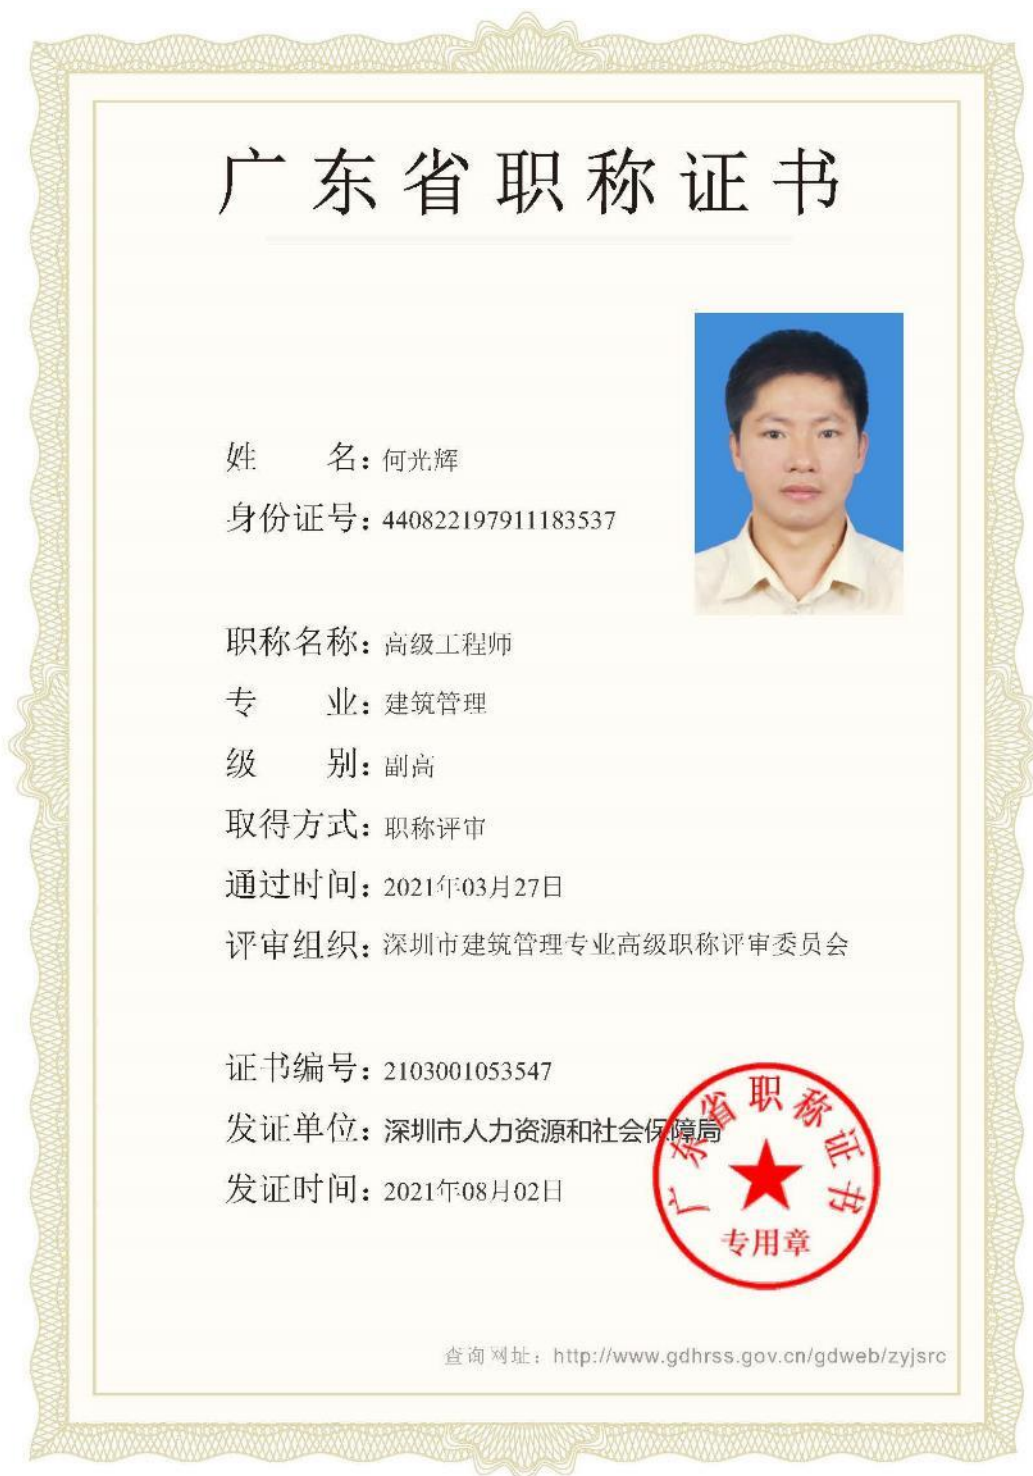 广东省职称证书
姓 名：何光辉
身份证号：440822197911183537
职称名称：高级工程师
专 业：建筑管理
级 别：副高
取得方式：职称评审
通过时间：2021年03月27日
评审组织：深圳市建筑管理专业高级职称评审委员会
证书编号：2103001053547
发证单位：深圳市人力资源和社会保障局
发证时间：2021年08月02日
广东省职称证书
专用章
查询网址：http://www.gdhrss.gov.cn/gdweb/zyjsrc